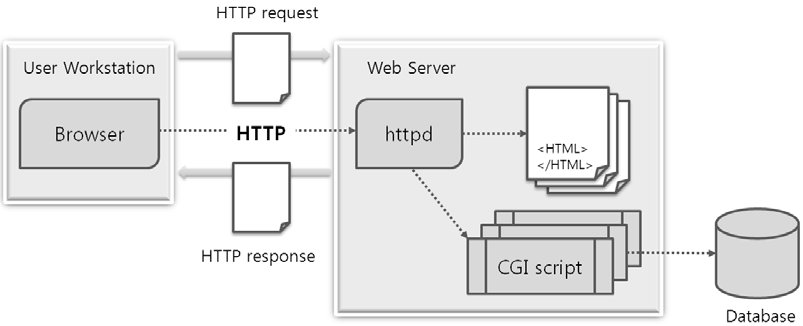 HTTP request
User Workstation
Web Server
Browser
HTTP
httpd
<HTML>
</HTML>
HTTP response
CGI script
Database